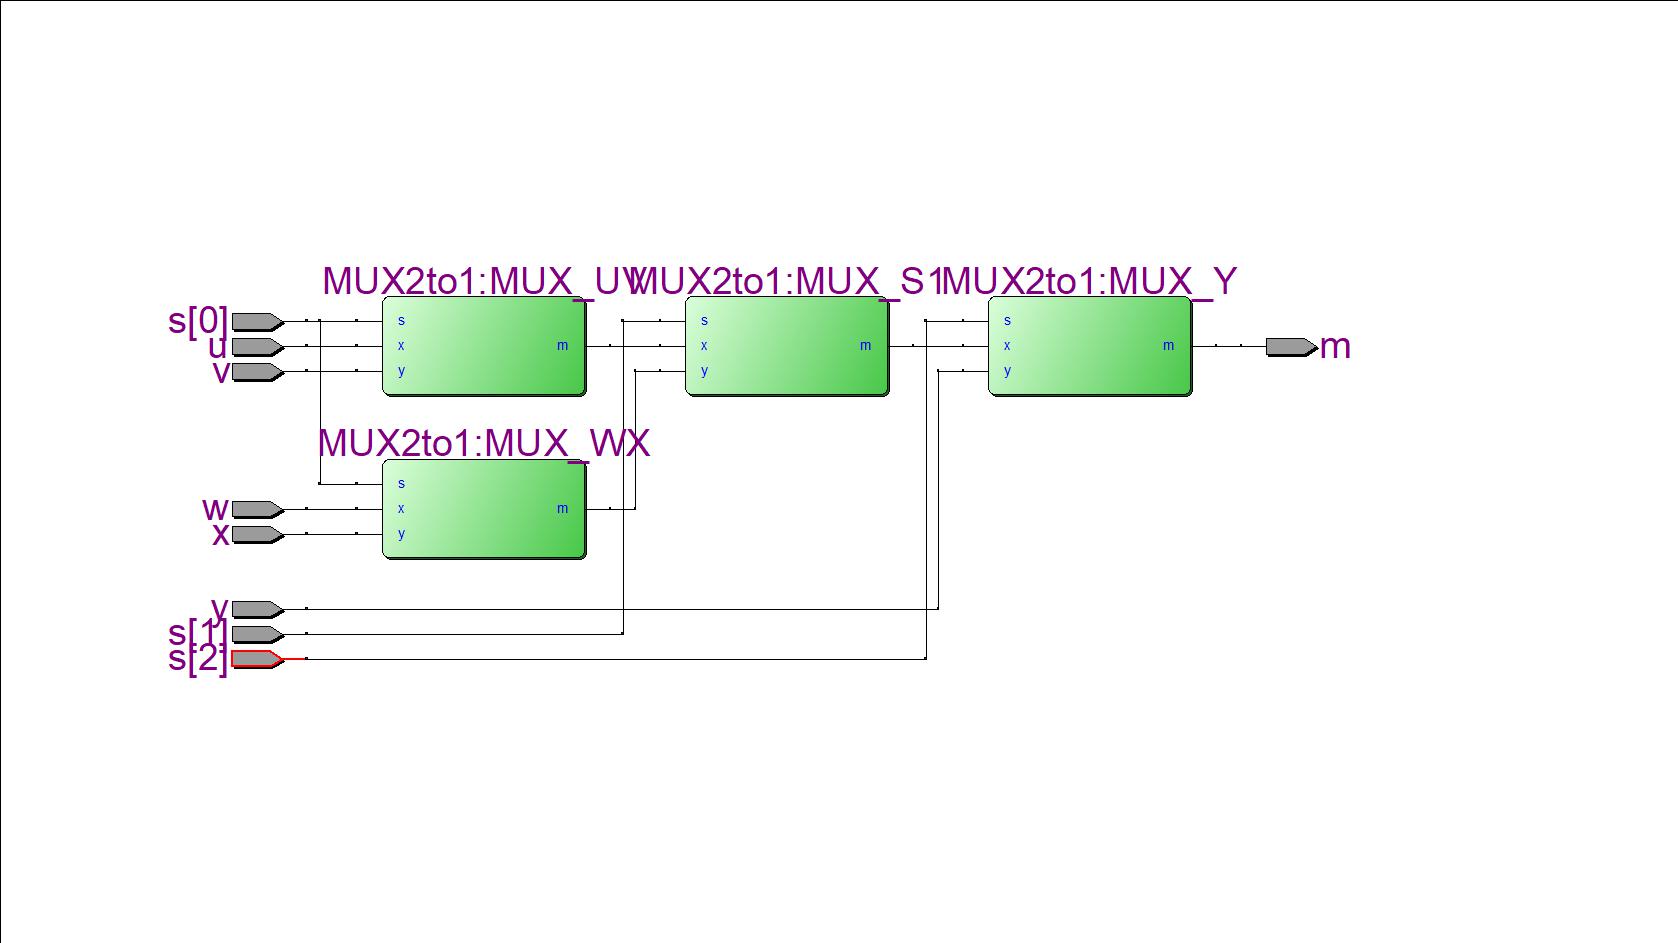 MUX2to1:MUX_UV MUX2to1:MUX_S1 MUX2to1:MUX_Y
s[0] s s s
u x m x m x m m
v y y y
MUX2to1:MUX_WX
s
w x m
x y
y
s[1]
s[2]